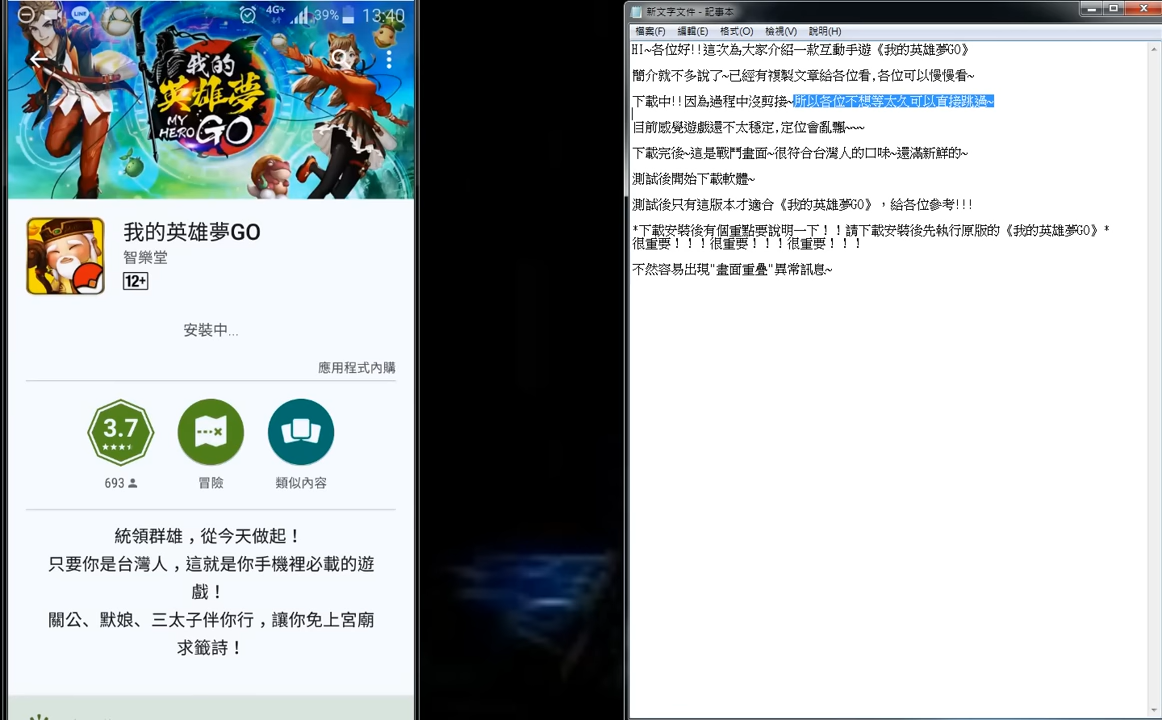 LINE
4G+
39%
13:40
我的
英雄夢
MY
HERO
GO
我的英雄夢GO
智樂堂
12+
安裝中...
應用程式內購
3.7
693
冒險
類似內容
統領群雄，從今天做起！
只要你是台灣人，這就是你手機裡必載的遊
戲！
關公、默娘、三太子伴你行，讓你免上宮廟
求籤詩！
新文字文件 - 記事本
檔案(F) 編輯(E) 格式(O) 檢視(V) 說明(H)
HI~各位好!!這次為大家介紹一款互動手遊《我的英雄夢GO》
簡介就不多說了~已經有複製文章給各位看,各位可以慢慢看~
下載中!!因為過程中沒剪接~所以各位不想等太久可以直接跳過~
目前感覺遊戲還不太穩定,定位會亂飄~~~
下載完後~這是戰鬥畫面~很符合台灣人的口味~還滿新鮮的~
測試後開始下載軟體~
測試後只有這版本才適合《我的英雄夢GO》，給各位參考!!!
*下載安裝後有個重點要說明一下！！請下載安裝後先執行原版的《我的英雄夢GO》*
很重要！！！很重要！！！很重要！！！
不然容易出現"畫面重疊"異常訊息~